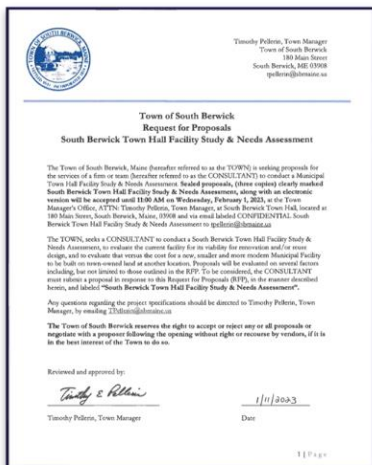 TOWN OF SOUTH BERWICK, MAINE
Timothy Pellerin, Town Manager
Town of South Berwick
180 Main Street
South Berwick, ME 03908
tpellerin@sbmaine.us
Town of South Berwick
Request for Proposals
South Berwick Town Hall Facility Study & Needs Assessment
The Town of South Berwick, Maine (hereafter referred to as the TOWN) is seeking proposals for
the services of a firm or team (hereafter referred to as the CONSULTANT) to conduct a Municipal
Town Hall Facility Study & Needs Assessment. Sealed proposals, (three copies) clearly marked
South Berwick Town Hall Facility Study & Needs Assessment, along with an electronic
version will be accepted until 11:00 AM on Wednesday, February 1, 2023, at the Town
Manager's Office, ATTN: Timothy Pellerin, Town Manager, at South Berwick Town Hall, located at
180 Main Street, South Berwick, Maine, 03908 and via email labeled CONFIDENTIAL South
Berwick Town Hall Facility Study & Needs Assessment to tpellerin@sbmaine.us
The TOWN, seeks a CONSULTANT to conduct a South Berwick Town Hall Facility Study &
Needs Assessment, to evaluate the current facility for its viability for renovation and/or must
design, and to evaluate that versus the cost for a new, smaller and more modern Municipal Facility
to be built on town-owned land at another location. Proposals will be evaluated on several factors
including, but not limited to those outlined in the RFP. To be considered, the CONSULTANT
must submit a proposal in response to this Request for Proposals (RFP), in the manner described
herein, and labeled "South Berwick Town Hall Facility Study & Needs Assessment".
Any questions regarding the project specifications should be directed to Timothy Pellerin, Town
Manager, by emailing TPellerin@sbmaine.us
The Town of South Berwick reserves the right to accept or reject any or all proposals or
negotiate with a proposer following the opening without right or recourse by vendors, if it is
in the best interest of the Town to do so.
Reviewed and approved by:
Timothy E Pellerin
1/11/2023
Timothy Pellerin, Town Manager
Date
1 | Page